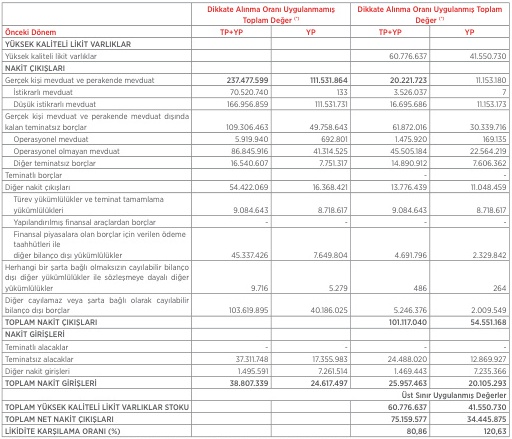 Dikkate Alınma Oranı Uygulanmamış Toplam Değer (*) Dikkate Alınma Oranı Uygulanmış Toplam Değer (*)
Önceki Dönem TP+YP YP TP+YP YP
YÜKSEK KALİTELİ LİKİT VARLIKLAR
Yüksek kaliteli likit varlıklar 60.776.637 41.550.730
NAKİT ÇIKIŞLARI
Gerçek kişi mevduat ve perakende mevduat 237.477.599 111.531.864 20.221.723 11.153.180
İstikrarlı mevduat 70.520.740 133 3.526.037 7
Düşük istikrarlı mevduat 166.956.859 111.531.731 16.695.686 11.153.173
Gerçek kişi mevduat ve perakende mevduat dışında
kalan teminatsız borçlar 109.306.463 49.758.643 61.872.016 30.339.716
Operasyonel mevduat 5.919.940 692.801 1.475.920 169.135
Operasyonel olmayan mevduat 86.845.916 41.314.525 45.505.184 22.564.219
Diğer teminatsız borçlar 16.540.607 7.751.317 14.890.912 7.606.362
Teminatlı borçlar - -
Diğer nakit çıkışları 54.422.069 16.368.421 13.776.439 11.048.459
Türev yükümlülükler ve teminat tamamlama
yükümlülükleri 9.084.643 8.718.617 9.084.643 8.718.617
Yapılandırılmış finansal araçlardan borçlar - - - -
Finansal piyasalara olan borçlar için verilen ödeme
taahhütleri ile
diğer bilanço dışı yükümlülükler 45.337.426 7.649.804 4.691.796 2.329.842
Herhangi bir şarta bağlı olmaksızın cayılabilir bilanço
dışı diğer yükümlülükler ile sözleşmeye dayalı diğer
yükümlülükler 9.716 5.279 486 264
Diğer cayılamaz veya şarta bağlı olarak cayılabilir
bilanço dışı borçlar 103.619.895 40.186.025 5.246.376 2.009.549
TOPLAM NAKİT ÇIKIŞLARI 101.117.040 54.551.168
NAKİT GİRİŞLERİ
Teminatlı alacaklar - - - -
Teminatsız alacaklar 37.311.748 17.355.983 24.488.020 12.869.927
Diğer nakit girişleri 1.495.591 7.261.514 1.469.443 7.235.366
TOPLAM NAKİT GİRİŞLERİ 38.807.339 24.617.497 25.957.463 20.105.293
Üst Sınır Uygulanmış Değerler
TOPLAM YÜKSEK KALİTELİ LİKİT VARLIKLAR STOKU 60.776.637 41.550.730
TOPLAM NET NAKİT ÇIKIŞLARI 75.159.577 34.445.875
LİKİDİTE KARŞILAMA ORANI (%) 80,86 120,63